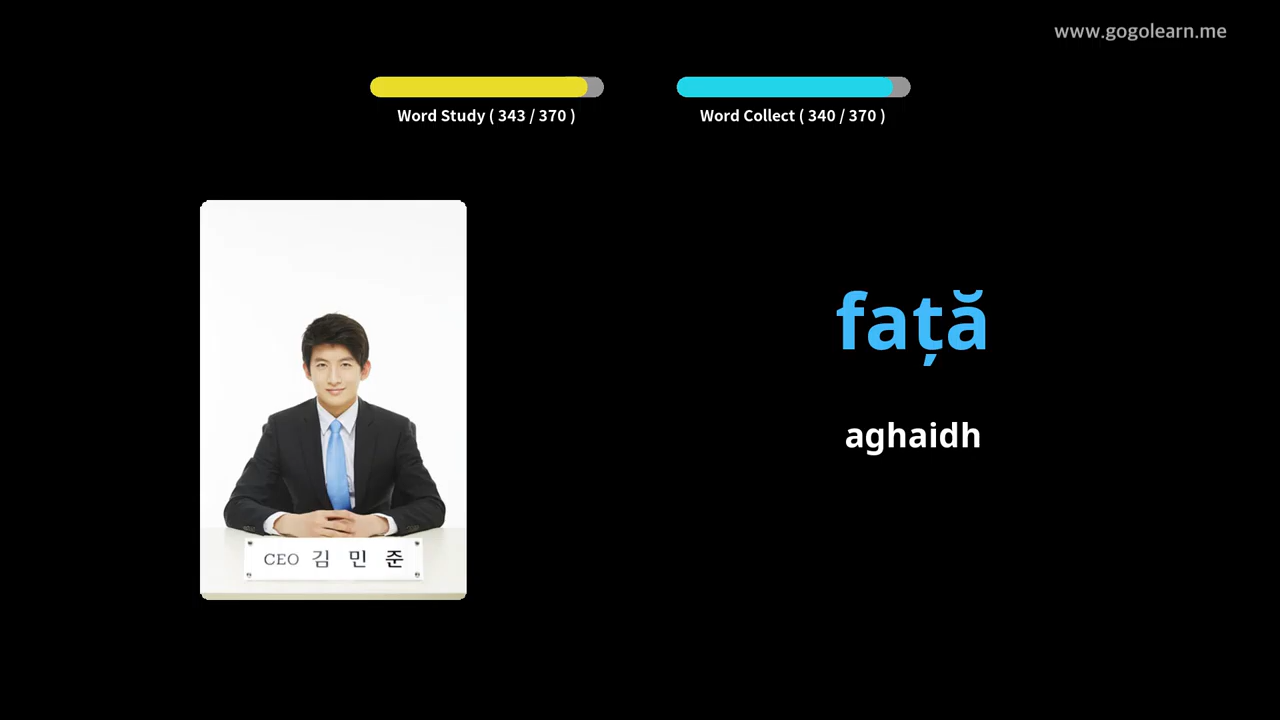 www.gogolearn.me
Word Study ( 343 / 370 )
Word Collect ( 340 / 370 )
față
aghaidh
CEO 김 민 준